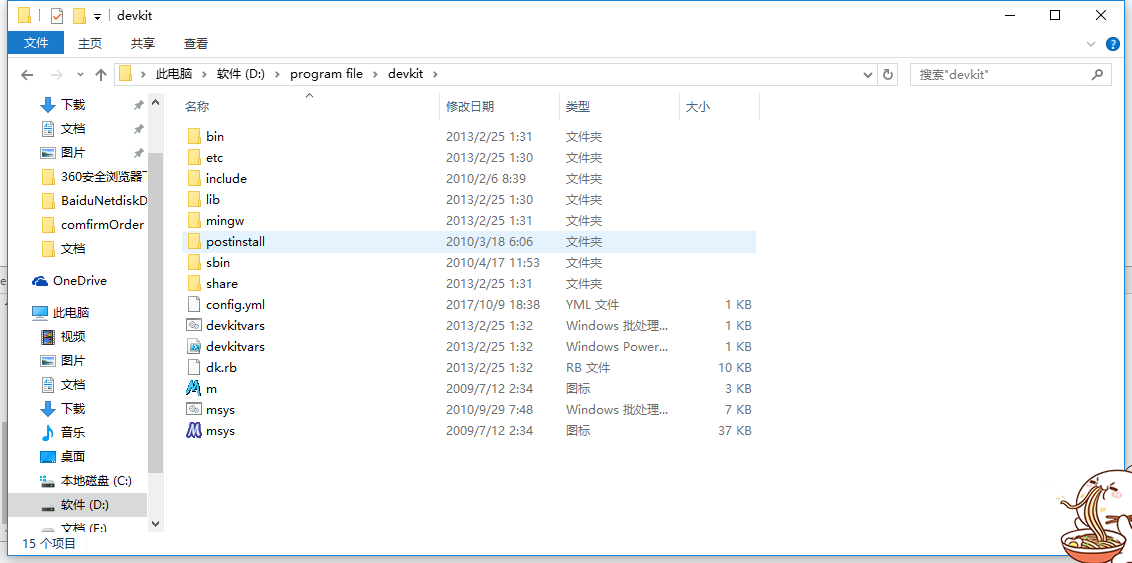 devkit
文件 主页 共享 查看
此电脑 软件 (D:) program file devkit
搜索"devkit"
名称 修改日期 类型 大小
下载
文档
图片
360安全浏览器下
BaiduNetdiskD
comfirmOrder
文档
OneDrive
此电脑
视频
图片
文档
下载
音乐
桌面
本地磁盘 (C:)
软件 (D:)
文档 (E:)
bin 2013/2/25 1:31 文件夹
etc 2013/2/25 1:30 文件夹
include 2010/2/6 8:39 文件夹
lib 2013/2/25 1:30 文件夹
mingw 2013/2/25 1:31 文件夹
postinstall 2010/3/18 6:06 文件夹
sbin 2010/4/17 11:53 文件夹
share 2013/2/25 1:31 文件夹
config.yml 2017/10/9 18:38 YML 文件 1 KB
devkitvars 2013/2/25 1:32 Windows 批处理... 1 KB
devkitvars 2013/2/25 1:32 Windows Power... 1 KB
dk.rb 2013/2/25 1:32 RB 文件 10 KB
m 2009/7/12 2:34 图标 3 KB
msys 2010/9/29 7:48 Windows 批处理... 7 KB
msys 2009/7/12 2:34 图标 37 KB
15 个项目